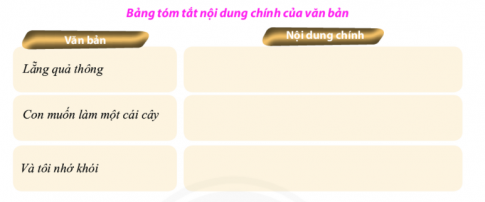 Bảng tóm tắt nội dung chính của văn bản
Văn bản
Nội dung chính
Lẵng quả thông
Con muốn làm một cái cây
Và tôi nhớ khói